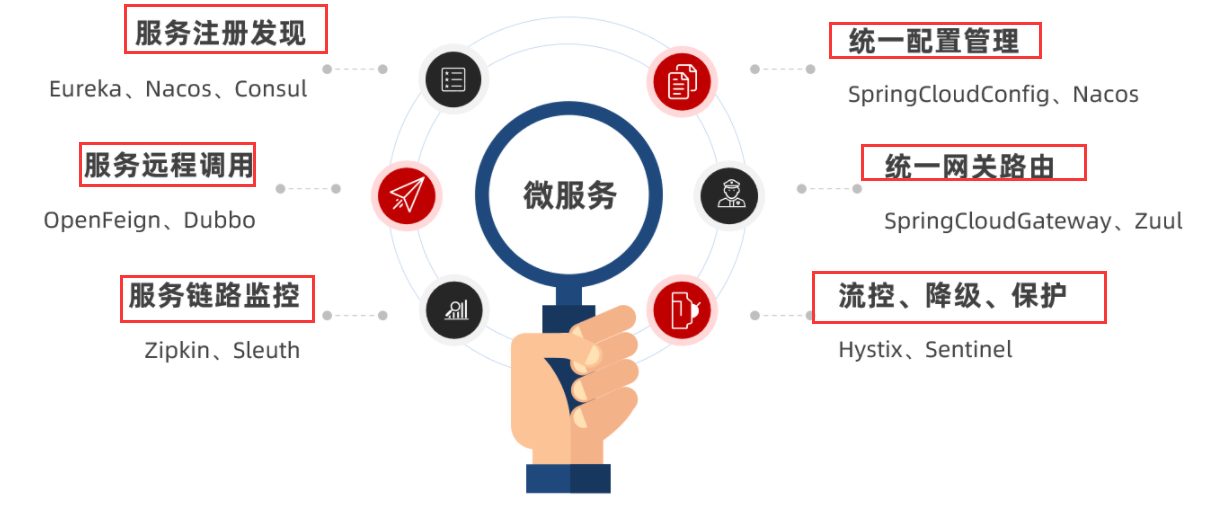 服务注册发现
Eureka、Nacos、Consul
服务远程调用
OpenFeign、Dubbo
服务链路监控
Zipkin、Sleuth
微服务
统一配置管理
SpringCloudConfig、Nacos
统一网关路由
SpringCloudGateway、Zuul
流控、降级、保护
Hystix、Sentinel